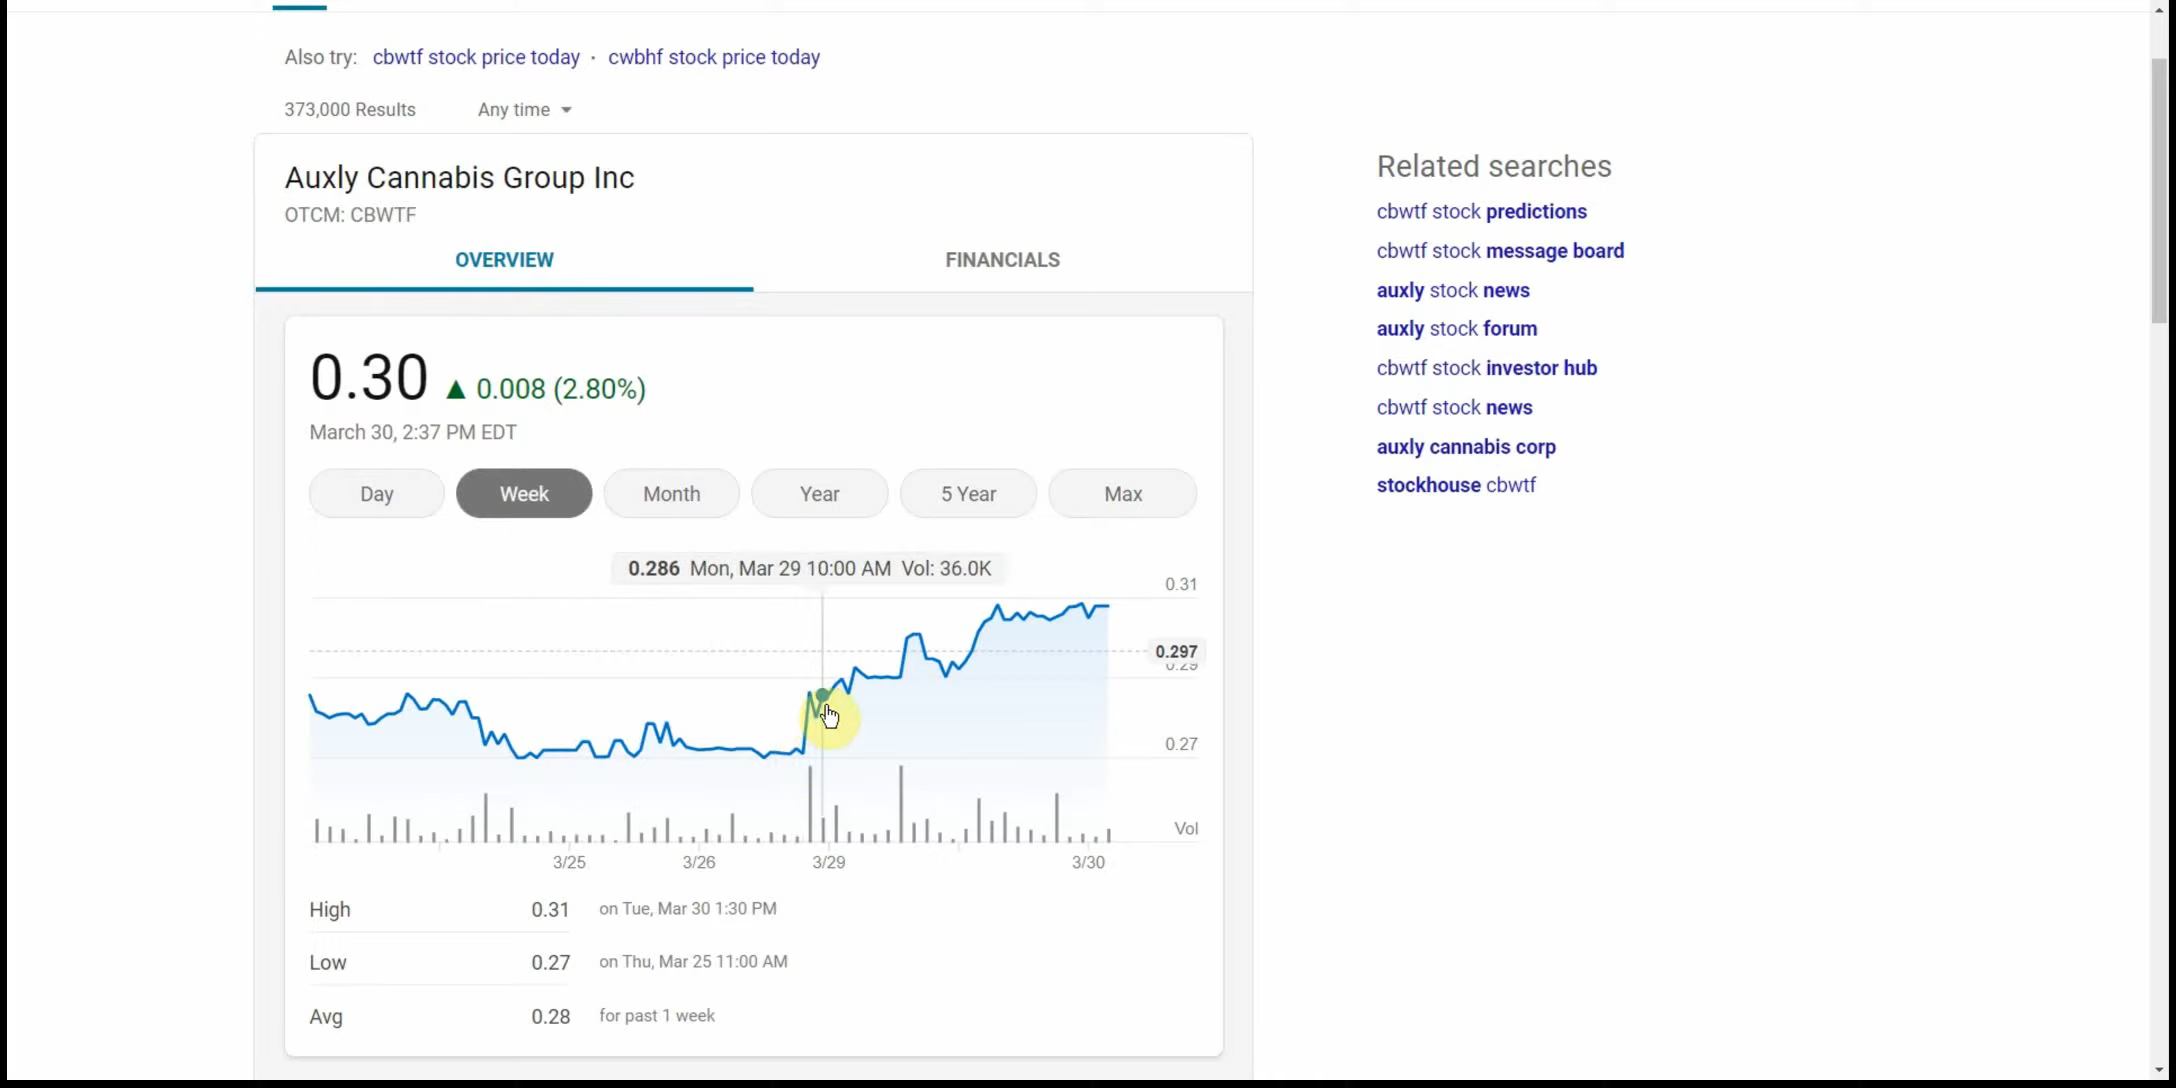 Also try: cbwtf stock price today · cwbhf stock price today
373,000 Results Any time
Auxly Cannabis Group Inc
OTCM: CBWTF
OVERVIEW FINANCIALS
0.30 ▲ 0.008 (2.80%)
March 30, 2:37 PM EDT
Day Week Month Year 5 Year Max
0.286 Mon, Mar 29 10:00 AM Vol: 36.0K
0.31
0.297
0.29
0.27
Vol
3/25 3/26 3/29 3/30
High 0.31 on Tue, Mar 30 1:30 PM
Low 0.27 on Thu, Mar 25 11:00 AM
Avg 0.28 for past 1 week
Related searches
cbwtf stock predictions
cbwtf stock message board
auxly stock news
auxly stock forum
cbwtf stock investor hub
cbwtf stock news
auxly cannabis corp
stockhouse cbwtf